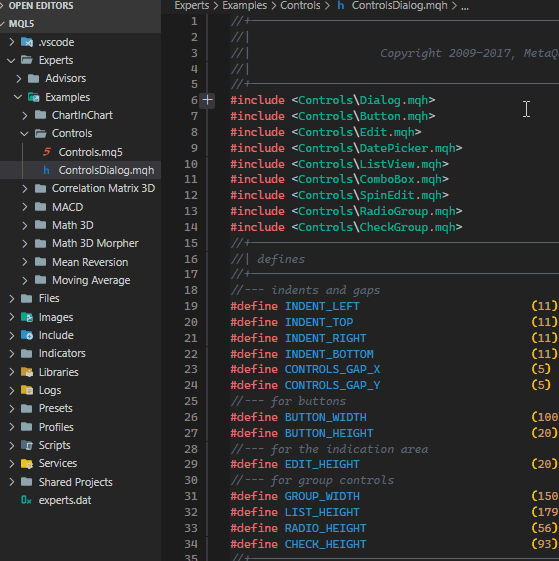 OPEN EDITORS
MQL5
.vscode
Experts
Advisors
Examples
ChartInChart
Controls
5 Controls.mq5
h ControlsDialog.mqh
Correlation Matrix 3D
MACD
Math 3D
Math 3D Morpher
Mean Reversion
Moving Average
Files
Images
Include
Indicators
Libraries
Logs
Presets
Profiles
Scripts
Services
Shared Projects
experts.dat
Experts > Examples > Controls > h ControlsDialog.mqh > ...
1 //+
2 //|
3 //| Copyright 2009-2017, MetaQ
4 //|
5 //+
6 #include <Controls\Dialog.mqh>
7 #include <Controls\Button.mqh>
8 #include <Controls\Edit.mqh>
9 #include <Controls\DatePicker.mqh>
10 #include <Controls\ListView.mqh>
11 #include <Controls\ComboBox.mqh>
12 #include <Controls\SpinEdit.mqh>
13 #include <Controls\RadioGroup.mqh>
14 #include <Controls\CheckGroup.mqh>
15 //+
16 //| defines
17 //+
18 //--- indents and gaps
19 #define INDENT_LEFT (11)
20 #define INDENT_TOP (11)
21 #define INDENT_RIGHT (11)
22 #define INDENT_BOTTOM (11)
23 #define CONTROLS_GAP_X (5)
24 #define CONTROLS_GAP_Y (5)
25 //--- for buttons
26 #define BUTTON_WIDTH (100
27 #define BUTTON_HEIGHT (20)
28 //--- for the indication area
29 #define EDIT_HEIGHT (20)
30 //--- for group controls
31 #define GROUP_WIDTH (150
32 #define LIST_HEIGHT (179
33 #define RADIO_HEIGHT (56)
34 #define CHECK_HEIGHT (93)
35 //+